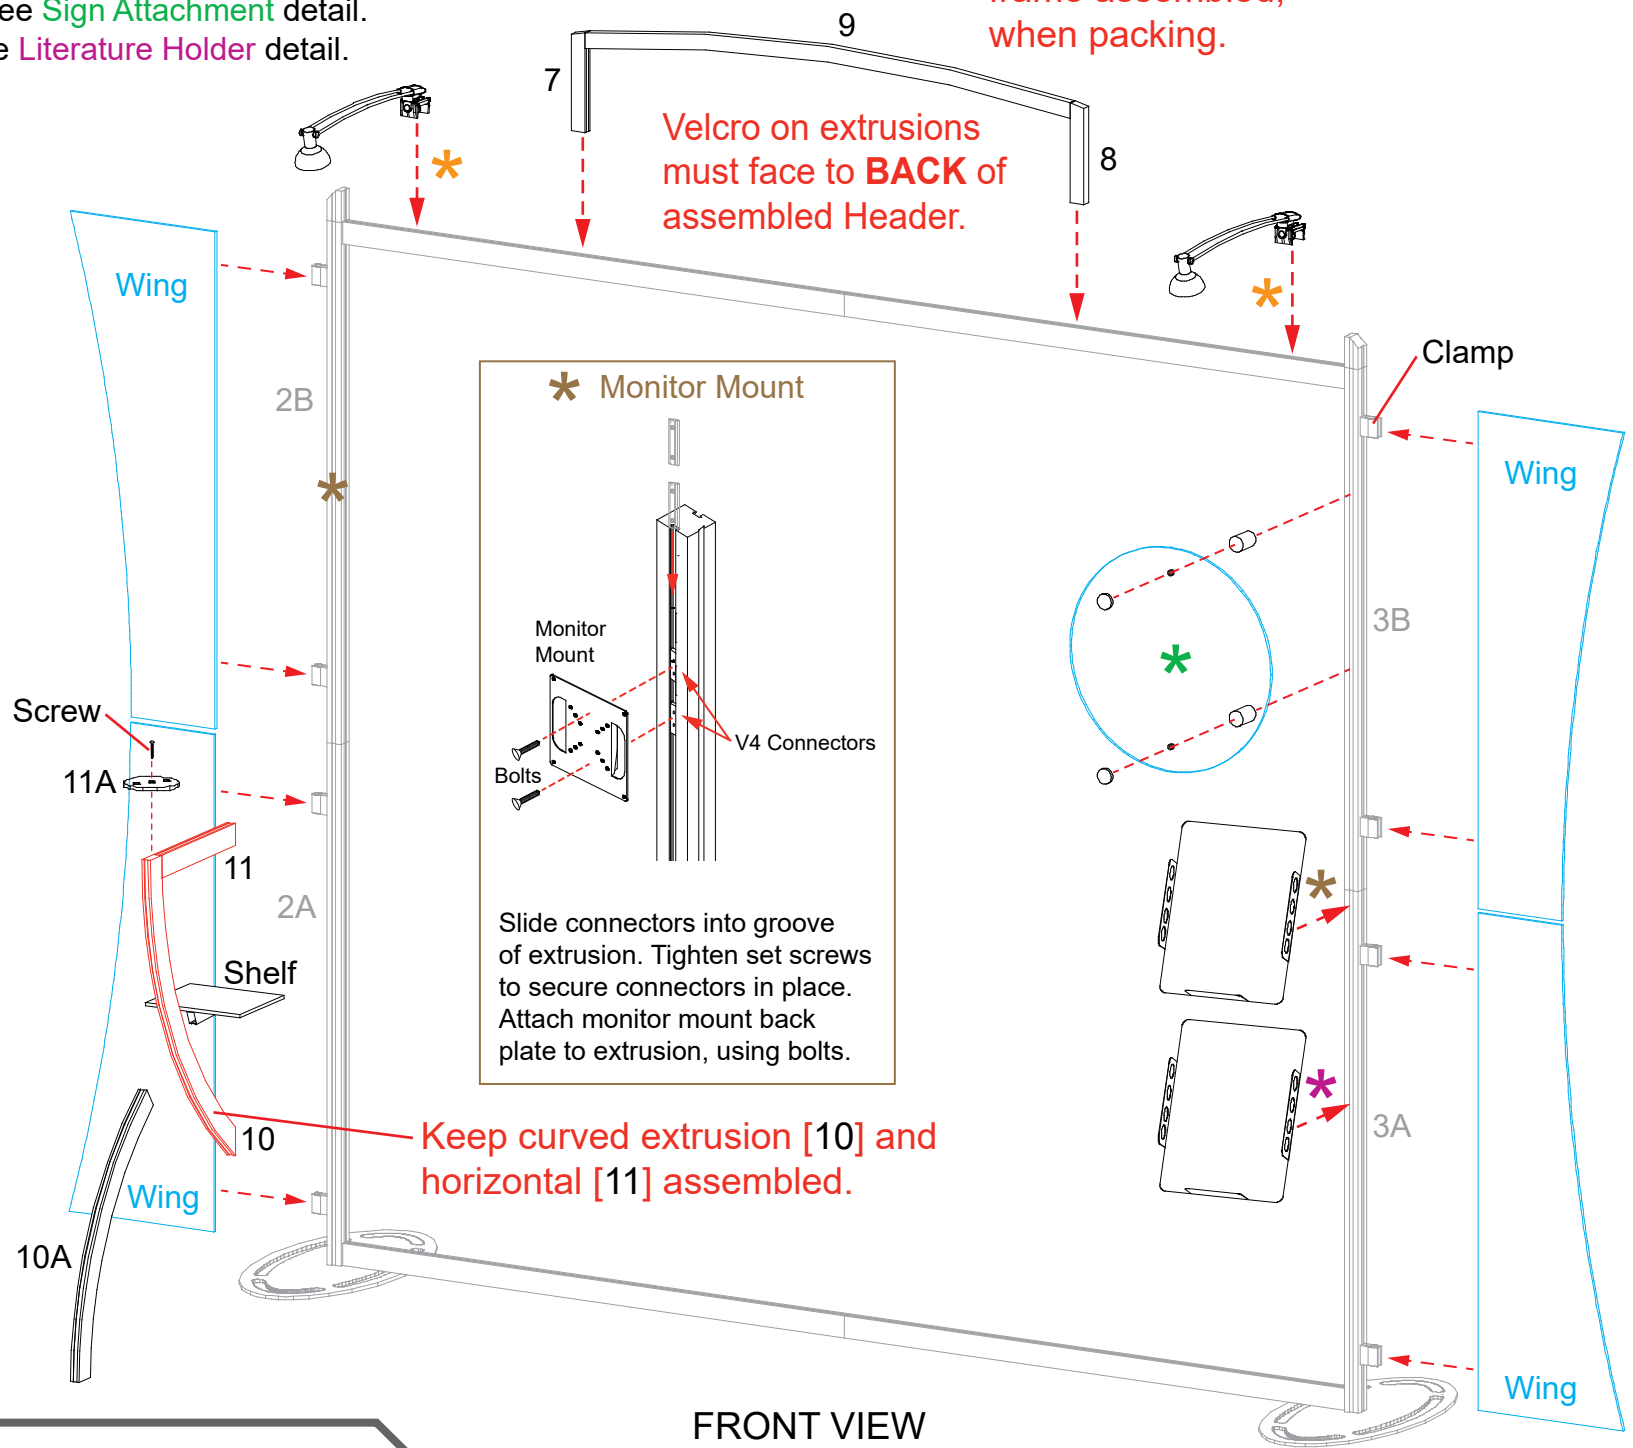 ee Sign Attachment detail.
e Literature Holder detail.
frame assembled,
when packing.
9
7
8
Velcro on extrusions
must face to BACK of
assembled Header.
* *
Wing
2B
* Monitor Mount
Clamp
Wing
*
Monitor
Mount
V4 Connectors
Bolts
3B
*
Screw
11A
11
2A
*
Slide connectors into groove
of extrusion. Tighten set screws
to secure connectors in place.
Attach monitor mount back
plate to extrusion, using bolts.
Shelf
*
3A
10
Keep curved extrusion [10] and
horizontal [11] assembled.
Wing
10A
Wing
FRONT VIEW